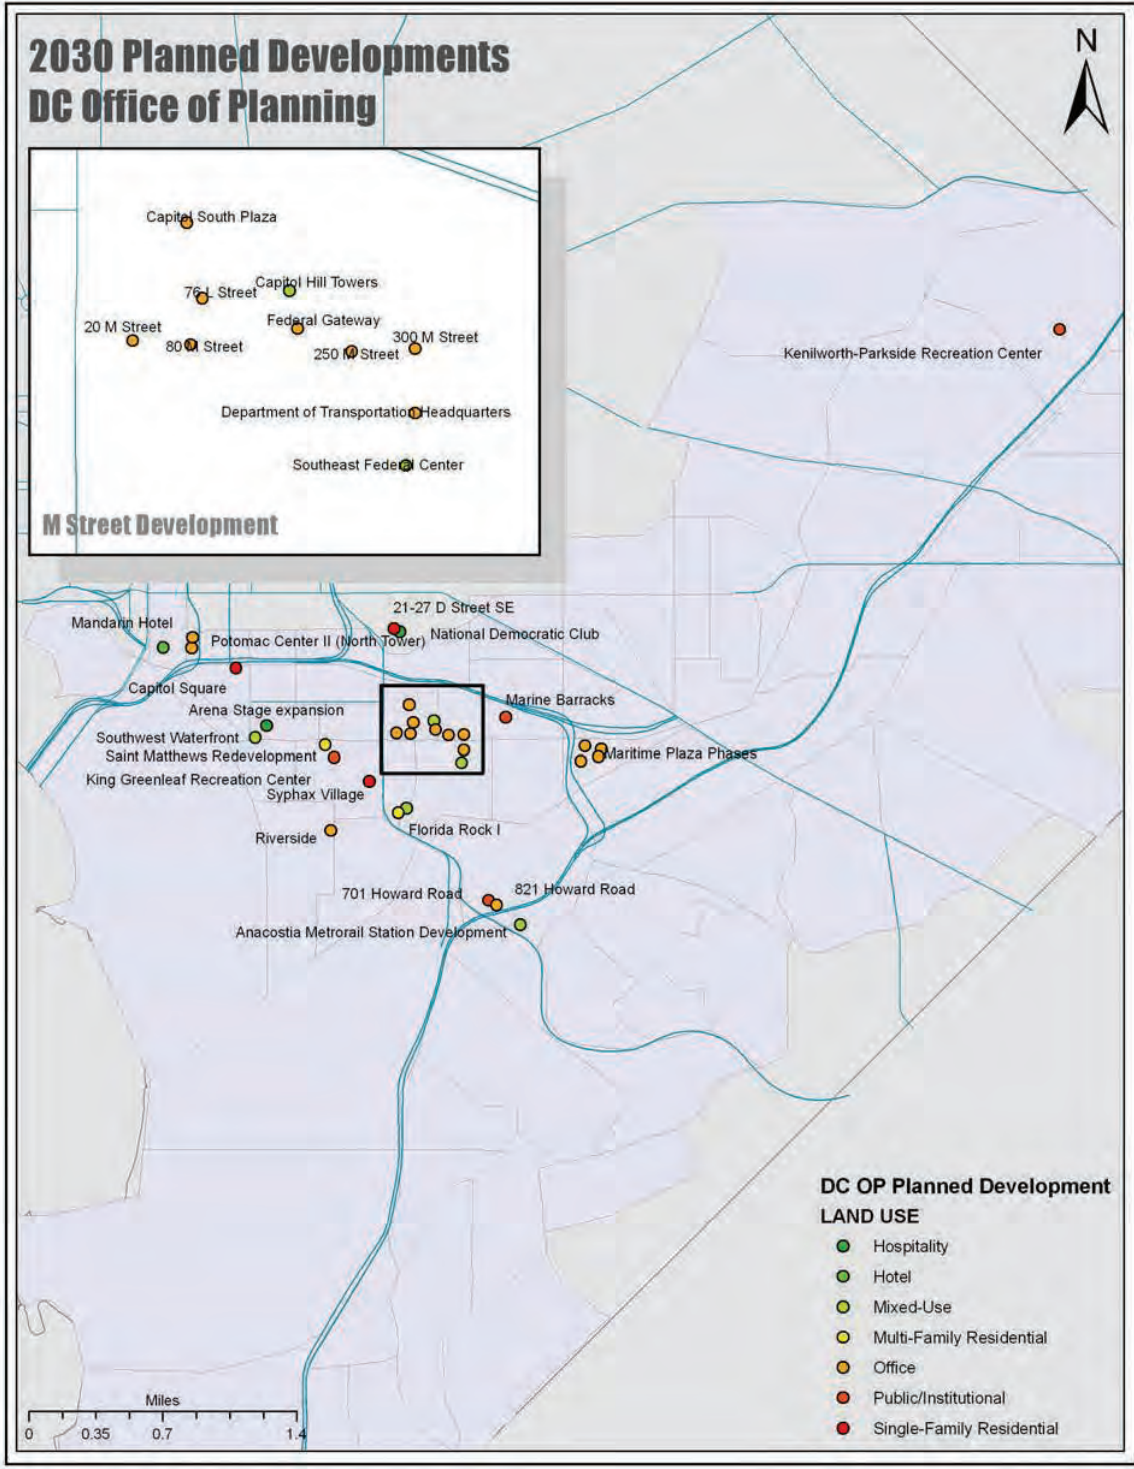 2030 Planned Developments
DC Office of Planning
N
Capitol South Plaza
Capitol Hill Towers
76 L Street
Federal Gateway
20 M Street
300 M Street
80 M Street
250 M Street
Department of Transportation Headquarters
Southeast Federal Center
M Street Development
Kenilworth-Parkside Recreation Center
21-27 D Street SE
Mandarin Hotel
National Democratic Club
Potomac Center II (North Tower)
Capitol Square
Marine Barracks
Arena Stage expansion
Southwest Waterfront
Saint Matthews Redevelopment
Maritime Plaza Phases
King Greenleaf Recreation Center
Syphax Village
Florida Rock I
Riverside
701 Howard Road
821 Howard Road
Anacostia Metrorail Station Development
DC OP Planned Development
LAND USE
Hospitality
Hotel
Mixed-Use
Multi-Family Residential
Office
Public/Institutional
Single-Family Residential
Miles
0 0.35 0.7 1.4